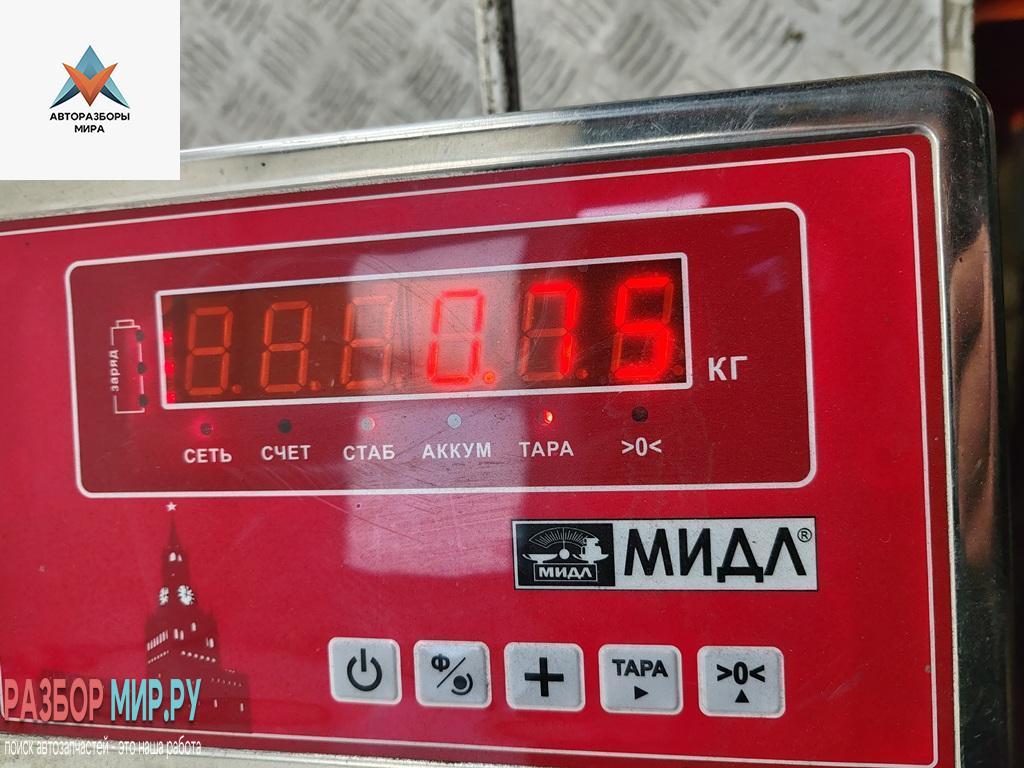 АВТОРАЗБОРЫ
МИРА
заряд
0.75 КГ
СЕТЬ СЧЕТ СТАБ АККУМ ТАРА >0<
МИДЛ МИДЛ®
Ф ТАРА >0<
РАЗБОР МИР.РУ
поиск автозапчастей - это наша работа